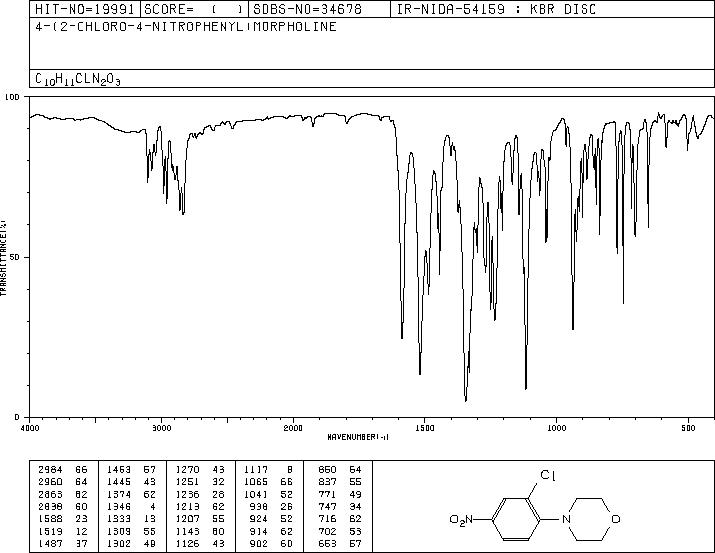 HIT-NO=19991 SCORE= ( ) SDBS-NO=34678 IR-NIDA-54159 : KBR DISC
4-(2-CHLORO-4-NITROPHENYL)MORPHOLINE
C10H11CLN2O3
100
50
0
TRANSMITTANCE(%)
4000 3000 2000 1500 1000 500
WAVENUMBER(-1)
2984 66 1463 57 1270 43 1117 8 850 64
2960 64 1445 43 1251 32 1065 66 837 55
2863 62 1374 62 1236 28 1041 52 771 49
2838 60 1346 4 1213 62 938 26 747 34
1588 23 1333 13 1207 55 924 52 716 62
1519 12 1309 55 1143 60 914 62 702 53
1487 37 1302 49 1126 43 902 60 653 57
Cl
O2N
N
O